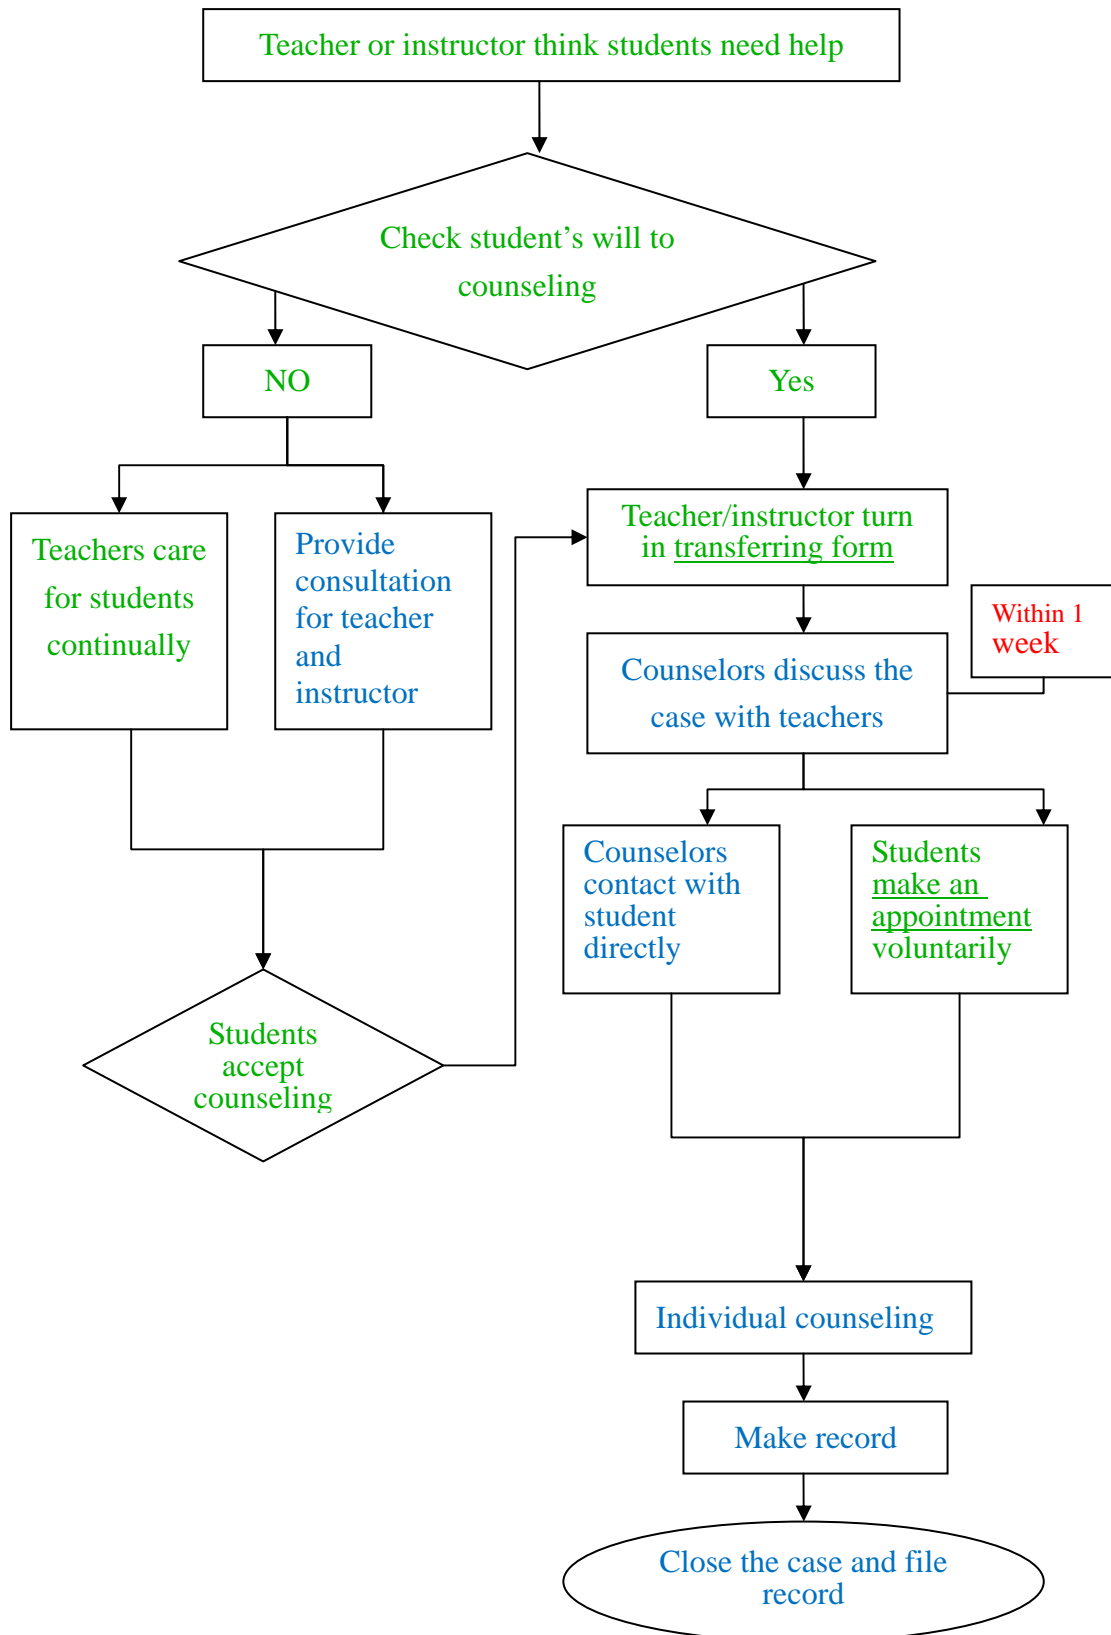 Teacher or instructor think students need help
Check student’s will to
counseling
NO
Yes
Teachers care
for students
continually
Provide
consultation
for teacher
and
instructor
Teacher/instructor turn
in transferring form
Within 1
week
Counselors discuss the
case with teachers
Counselors
contact with
student
directly
Students
make an
appointment
voluntarily
Students
accept
counseling
Individual counseling
Make record
Close the case and file
record